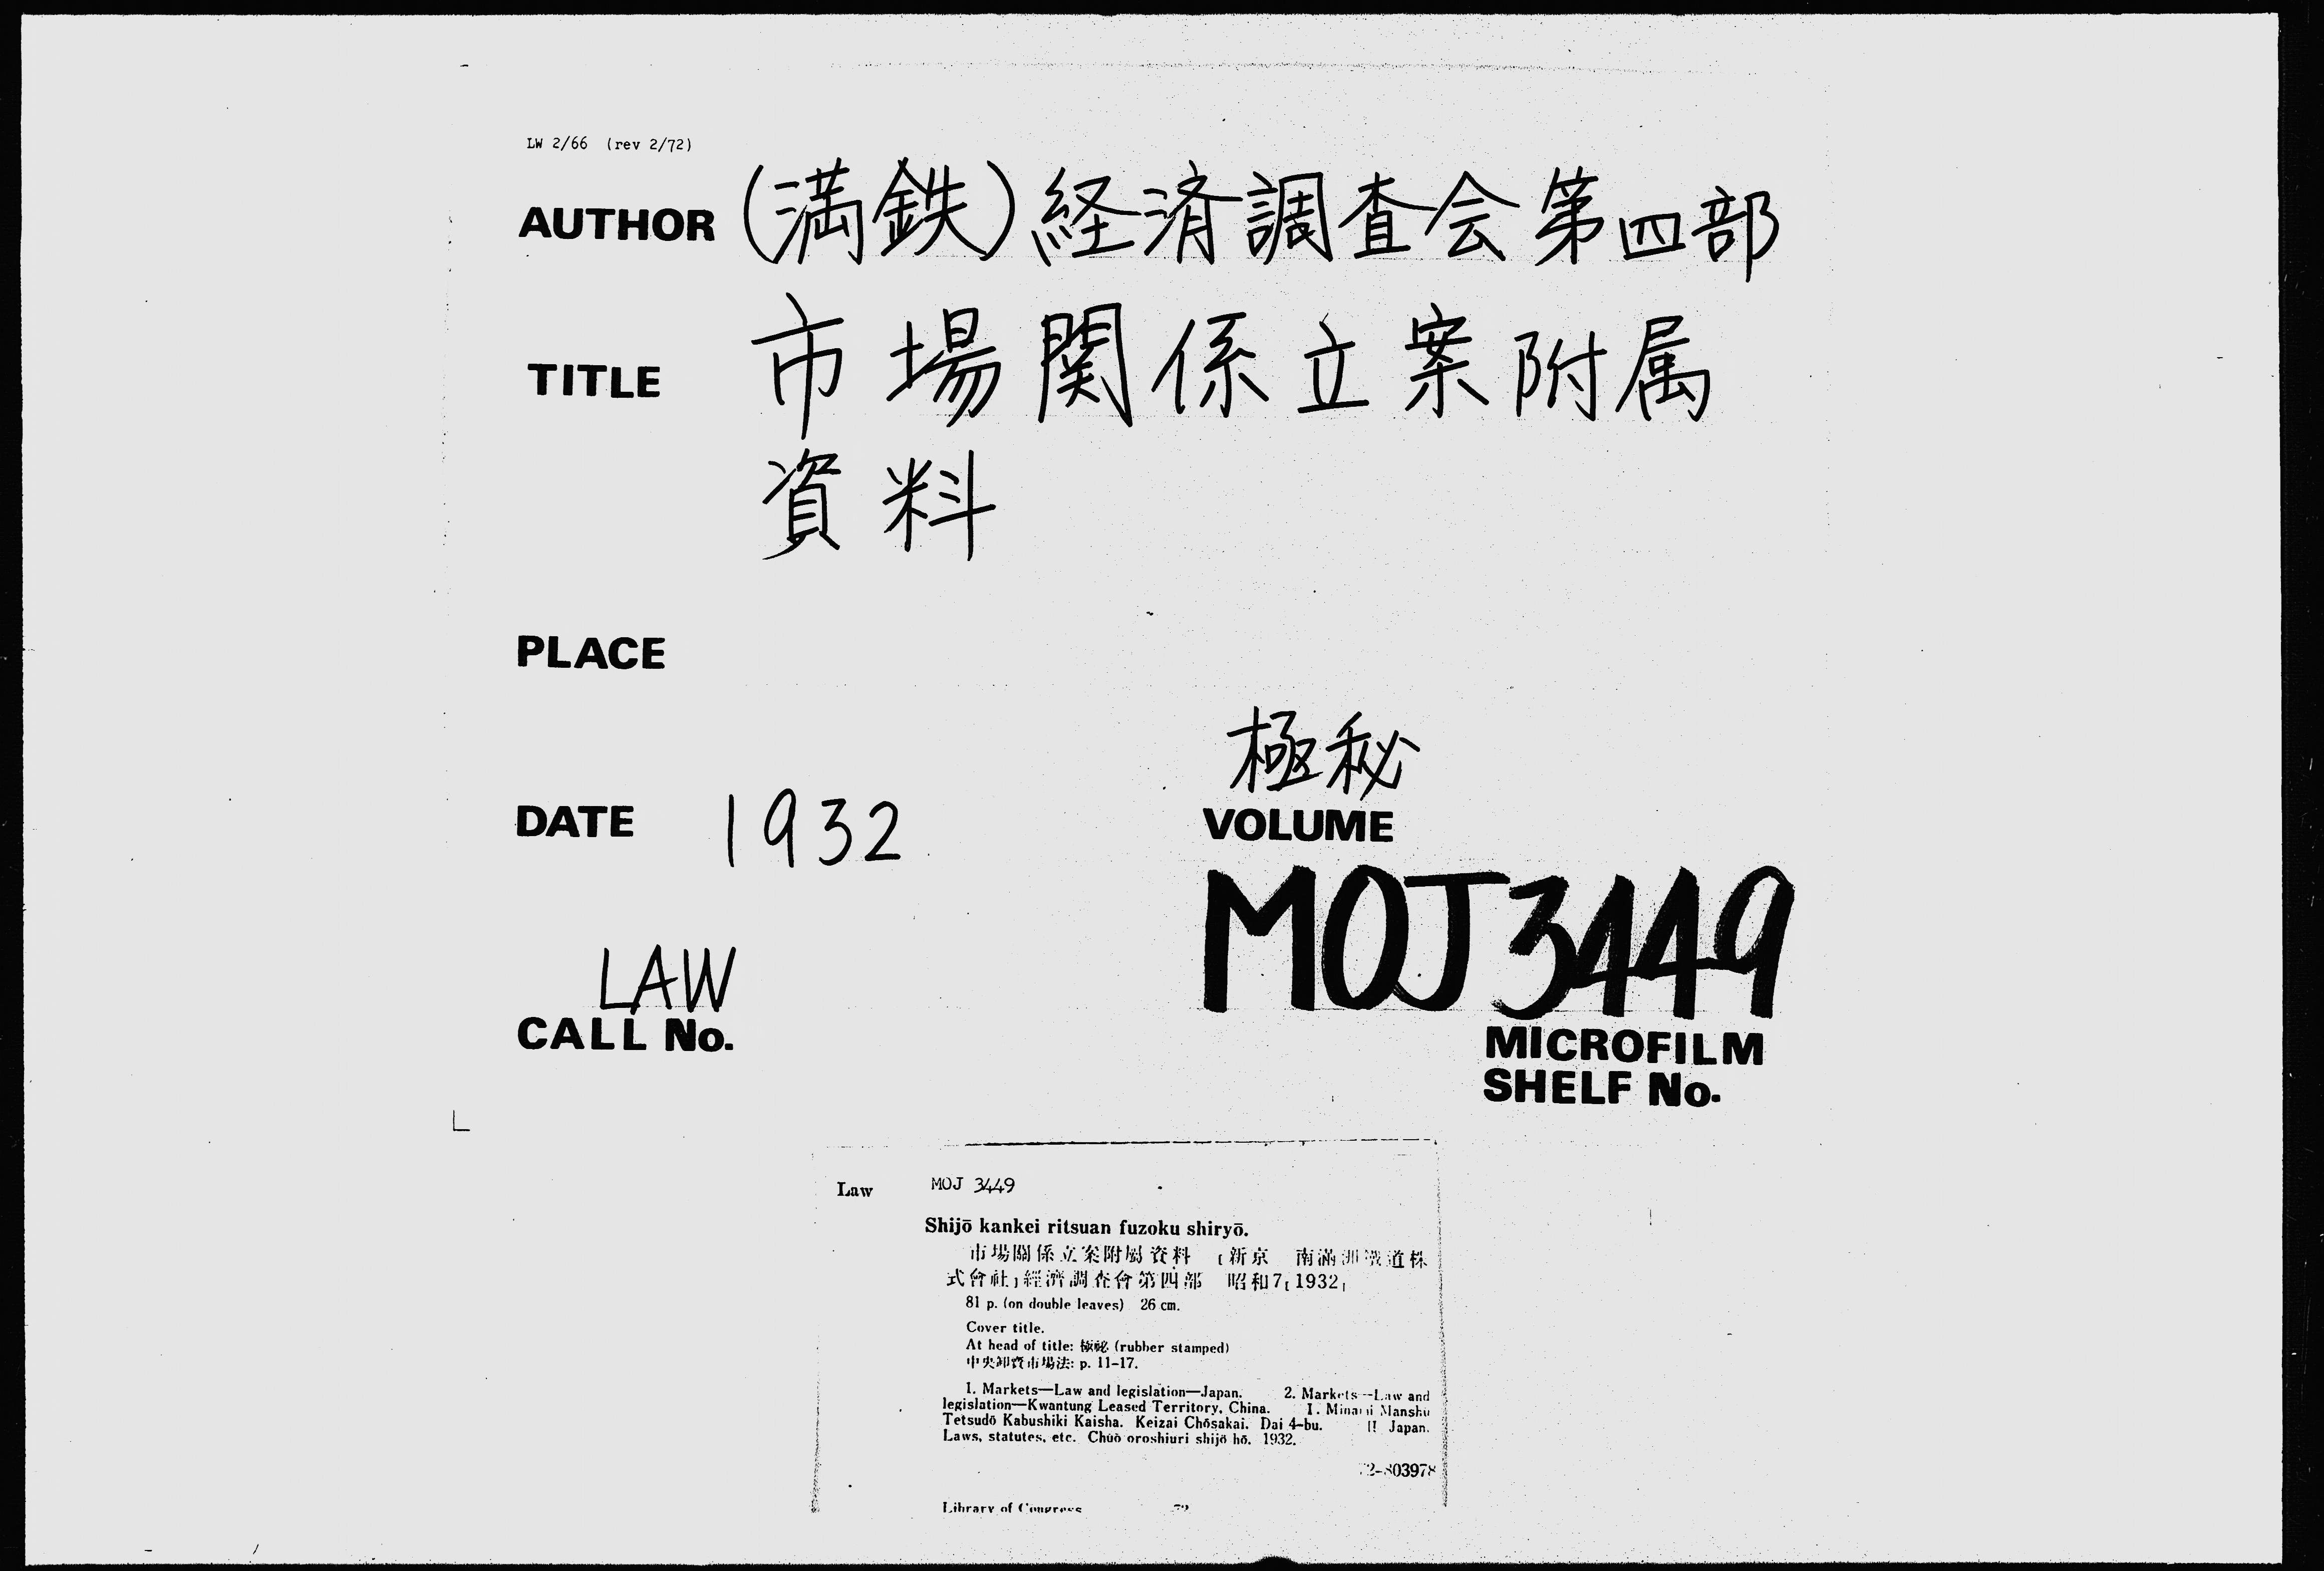 LW 2/66 (rev 2/72)
AUTHOR (満鉄)経済調査会第四部
TITLE 市場関係立案附属
資料
PLACE
極秘
DATE 1932 VOLUME
LAW MOJ 3449
CALL No. MICROFILM
SHELF No.
Law MOJ 3449
Shijō kankei ritsuan fuzoku shiryō.
市場關係立案附屬資料 [新京 南滿洲鐵道株
式會社]經濟調査會第四部 昭和7[1932]
81 p. (on double leaves) 26 cm.
Cover title.
At head of title: 極祕 (rubber stamped)
中央卸賣市場法: p. 11-17.
1. Markets—Law and legislation—Japan. 2. Markets—Law and
legislation—Kwantung Leased Territory, China. I. Minami Manshū
Tetsudō Kabushiki Kaisha. Keizai Chōsakai. Dai 4-bu. II Japan.
Laws, statutes, etc. Chūō oroshiuri shijō hō. 1932.
72-803978
Library of Congress 72